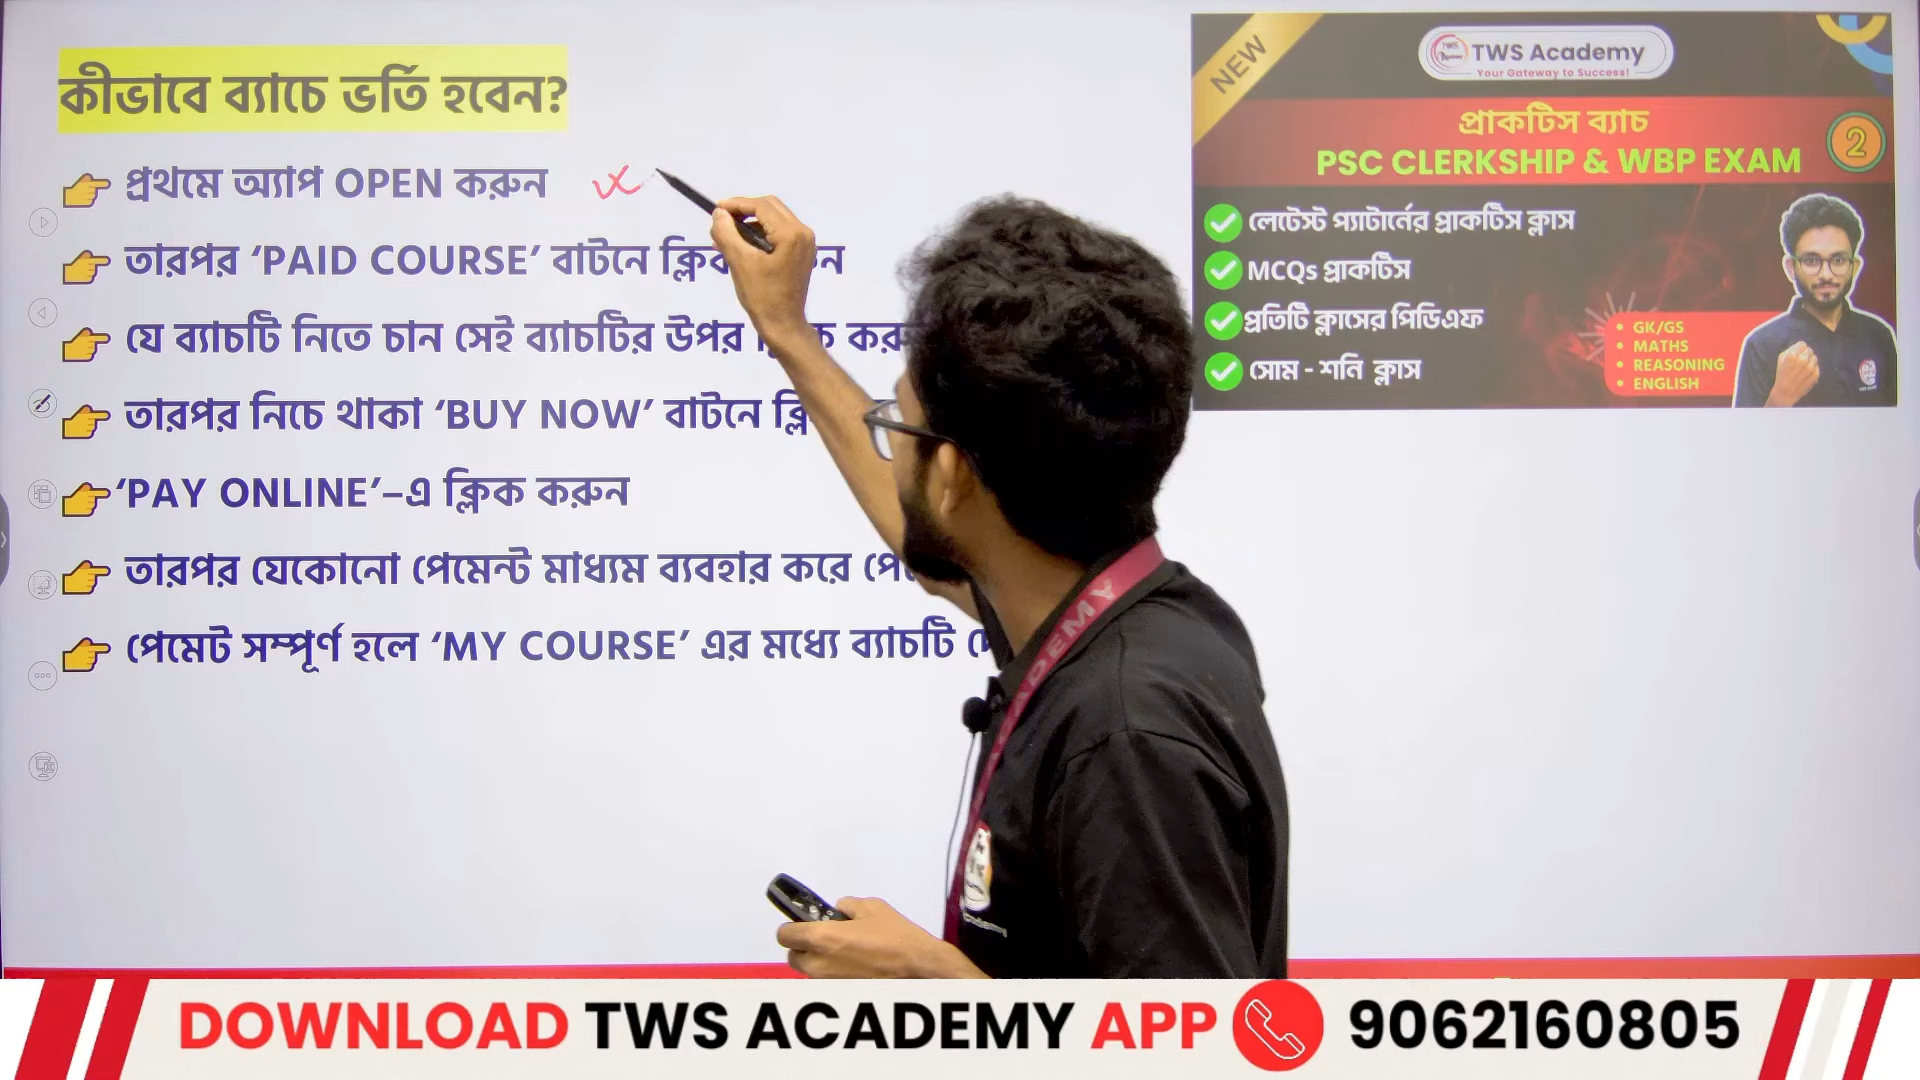 কীভাবে ব্যাচে ভর্তি হবেন?
প্রথমে অ্যাপ OPEN করুন
তারপর ‘PAID COURSE’ বাটনে ক্লিক
যে ব্যাচটি নিতে চান সেই ব্যাচটির উপর
তারপর নিচে থাকা ‘BUY NOW’ বাটনে
‘PAY ONLINE’–এ ক্লিক করুন
তারপর যেকোনো পেমেন্ট মাধ্যম ব্যবহার করে
পেমেট সম্পূর্ণ হলে ‘MY COURSE’ এর মধ্যে ব্যাচটি
NEW
TWS Academy
Your Gateway to Success!
প্রাকটিস ব্যাচ
PSC CLERKSHIP & WBP EXAM
2
লেটেস্ট প্যাটার্নের প্রাকটিস ক্লাস
MCQs প্রাকটিস
প্রতিটি ক্লাসের পিডিএফ
সোম - শনি ক্লাস
GK/GS
MATHS
REASONING
ENGLISH
ADEMY
DOWNLOAD TWS ACADEMY APP 9062160805